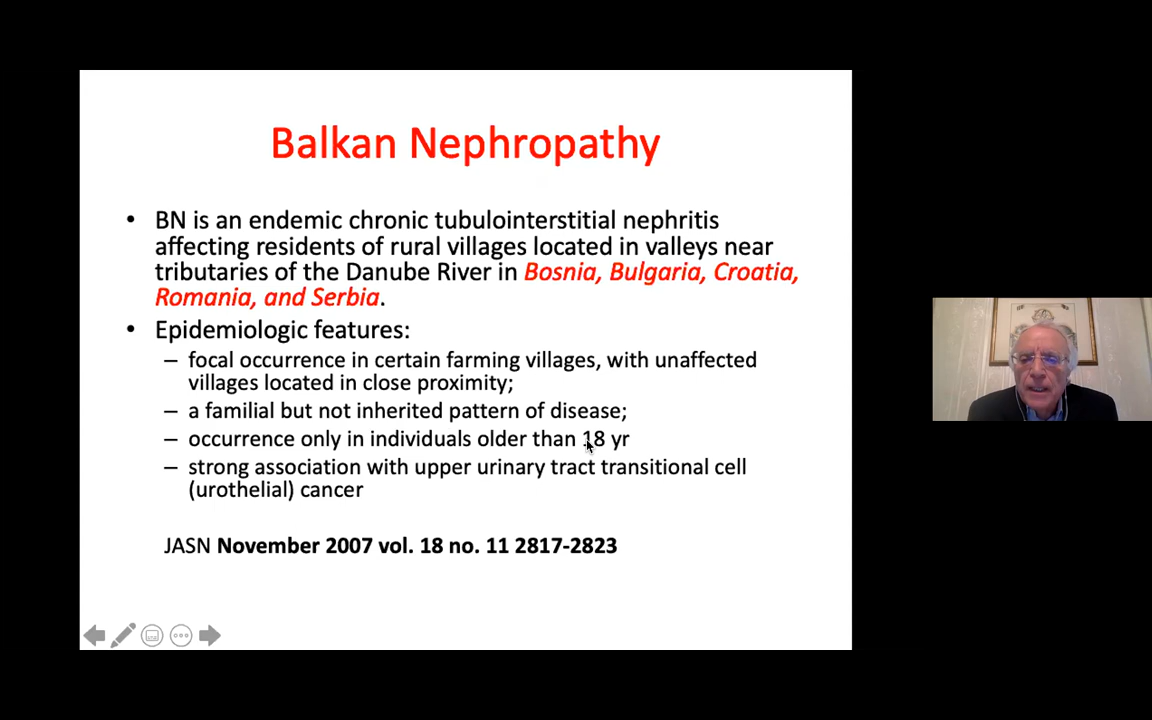 Balkan Nephropathy
• BN is an endemic chronic tubulointerstitial nephritis
affecting residents of rural villages located in valleys near
tributaries of the Danube River in Bosnia, Bulgaria, Croatia,
Romania, and Serbia.
• Epidemiologic features:
– focal occurrence in certain farming villages, with unaffected
villages located in close proximity;
– a familial but not inherited pattern of disease;
– occurrence only in individuals older than 18 yr
– strong association with upper urinary tract transitional cell
(urothelial) cancer
JASN November 2007 vol. 18 no. 11 2817-2823